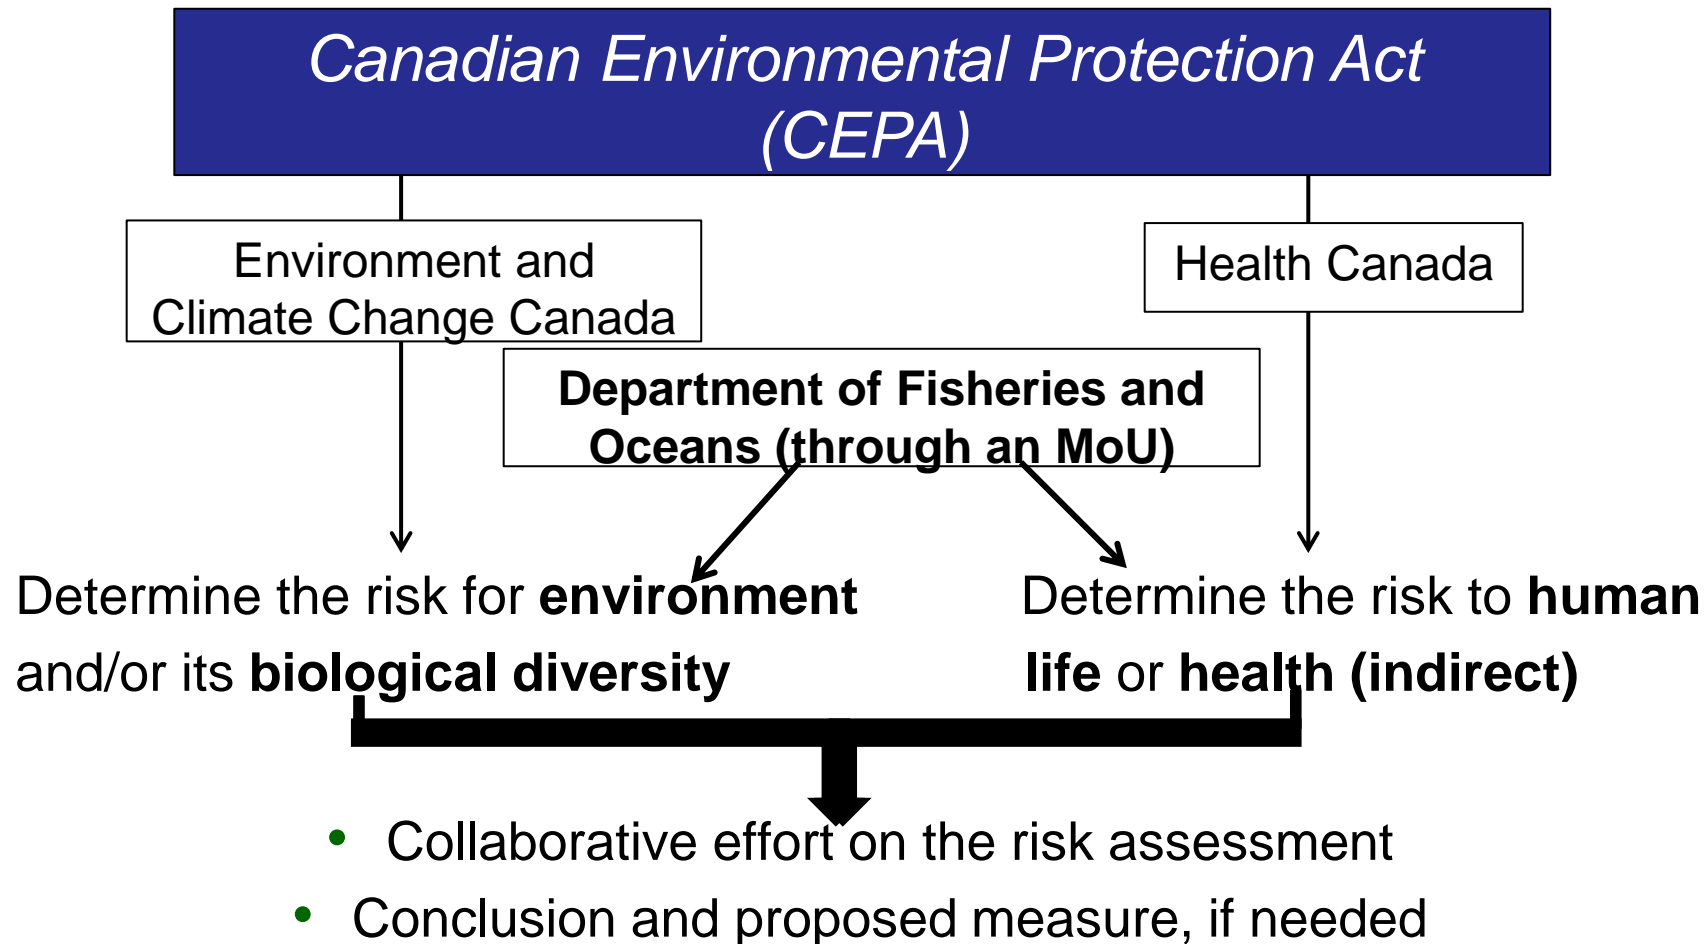 Canadian Environmental Protection Act
(CEPA)
Environment and
Climate Change Canada
Health Canada
Department of Fisheries and
Oceans (through an MoU)
Determine the risk for environment
and/or its biological diversity
Determine the risk to human
life or health (indirect)
• Collaborative effort on the risk assessment
• Conclusion and proposed measure, if needed